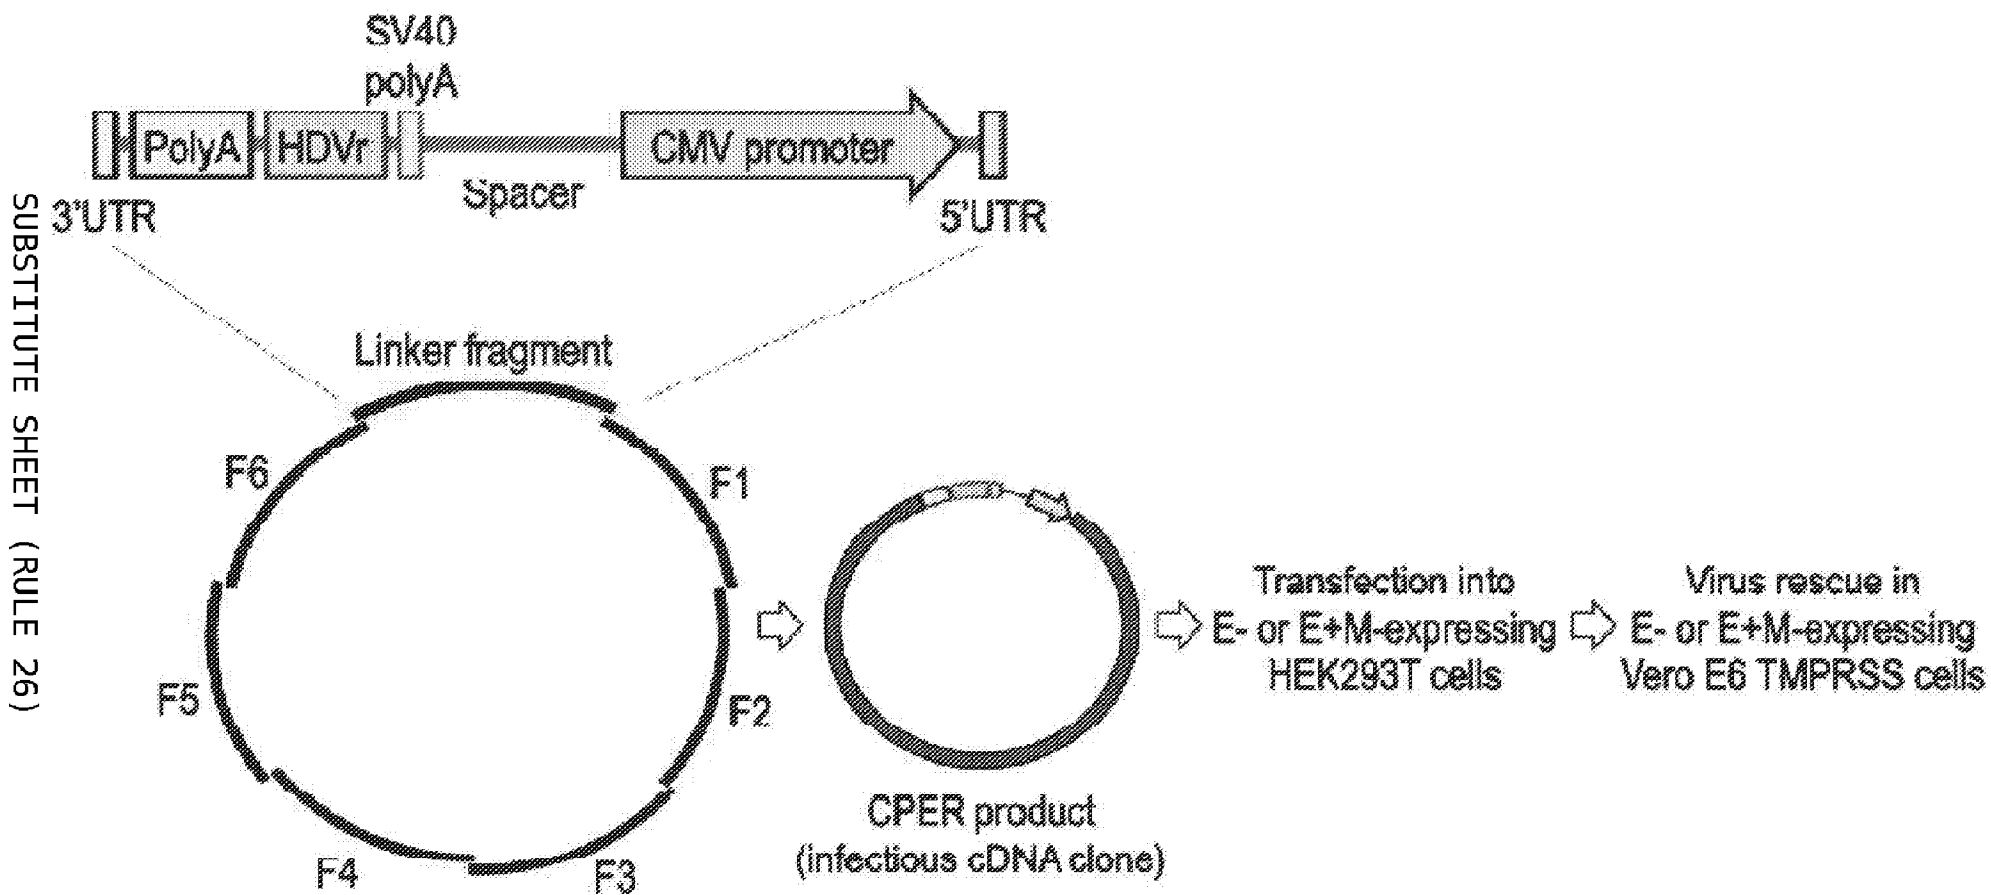 SUBSTITUTE SHEET (RULE 26)
SV40
polyA
PolyA
HDVr
CMV promoter
Spacer
3'UTR
5'UTR
Linker fragment
F6
F1
F5
F2
F4
F3
CPER product
(infectious cDNA clone)
Transfection into
E- or E+M-expressing
HEK293T cells
Virus rescue in
E- or E+M-expressing
Vero E6 TMPRSS cells